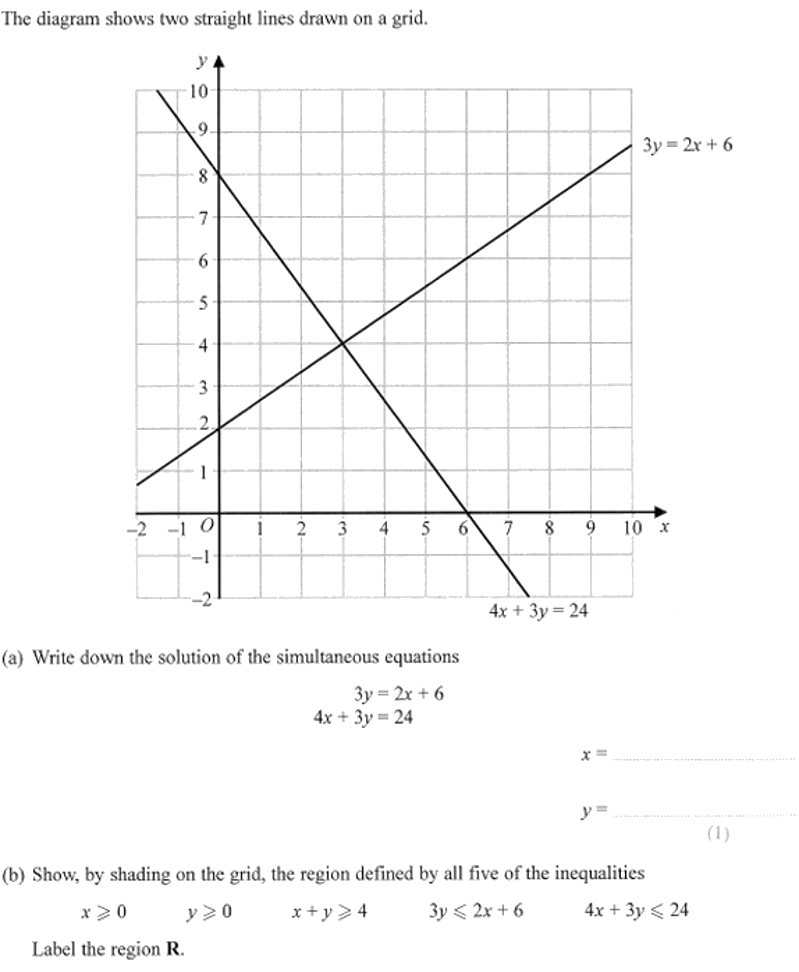 The diagram shows two straight lines drawn on a grid.
y
10
9
8
7
6
5
4
3
2
1
3y = 2x + 6
–2 –1 O 1 2 3 4 5 6 7 8 9 10 x
–1
–2
4x + 3y = 24
(a) Write down the solution of the simultaneous equations
3y = 2x + 6
4x + 3y = 24
x =
y =
(1)
(b) Show, by shading on the grid, the region defined by all five of the inequalities
x ⩾ 0 y ⩾ 0 x + y ⩾ 4 3y ⩽ 2x + 6 4x + 3y ⩽ 24
Label the region R.